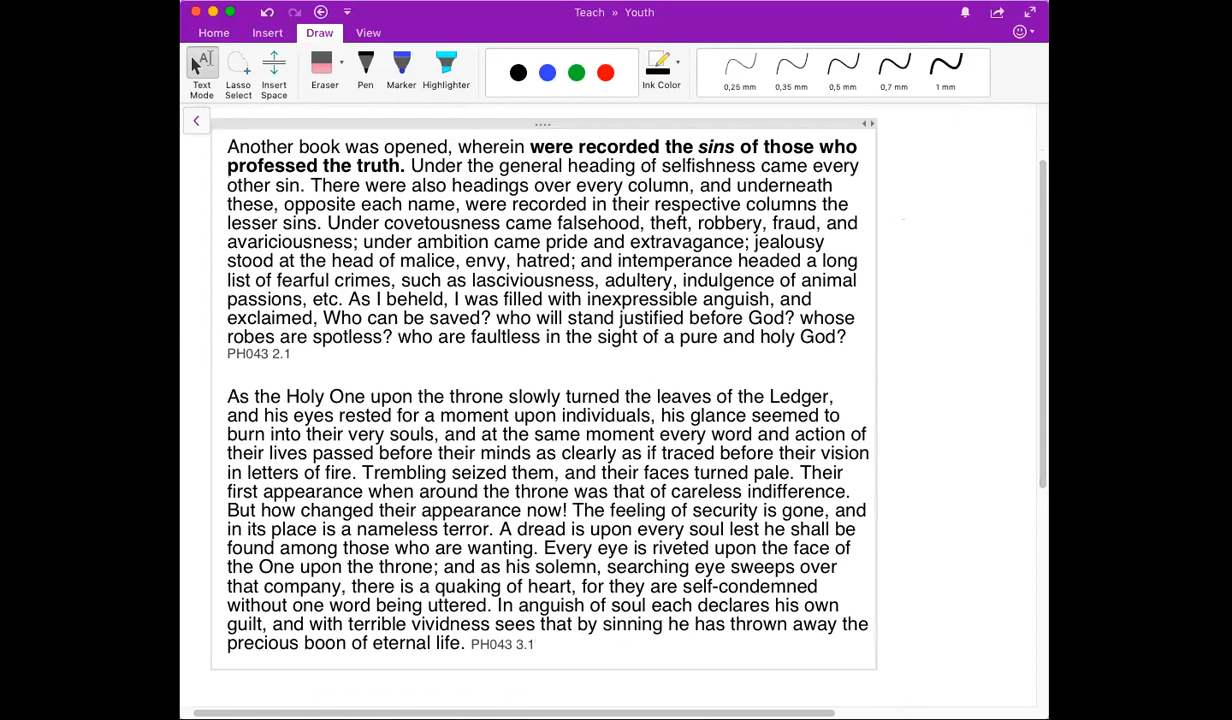 Teach » Youth
Home Insert Draw View
Text Mode
Lasso Select
Insert Space
Eraser
Pen
Marker
Highlighter
Ink Color
0,25 mm
0,35 mm
0,5 mm
0,7 mm
1 mm
Another book was opened, wherein were recorded the sins of those who
professed the truth. Under the general heading of selfishness came every
other sin. There were also headings over every column, and underneath
these, opposite each name, were recorded in their respective columns the
lesser sins. Under covetousness came falsehood, theft, robbery, fraud, and
avariciousness; under ambition came pride and extravagance; jealousy
stood at the head of malice, envy, hatred; and intemperance headed a long
list of fearful crimes, such as lasciviousness, adultery, indulgence of animal
passions, etc. As I beheld, I was filled with inexpressible anguish, and
exclaimed, Who can be saved? who will stand justified before God? whose
robes are spotless? who are faultless in the sight of a pure and holy God?
PH043 2.1
As the Holy One upon the throne slowly turned the leaves of the Ledger,
and his eyes rested for a moment upon individuals, his glance seemed to
burn into their very souls, and at the same moment every word and action of
their lives passed before their minds as clearly as if traced before their vision
in letters of fire. Trembling seized them, and their faces turned pale. Their
first appearance when around the throne was that of careless indifference.
But how changed their appearance now! The feeling of security is gone, and
in its place is a nameless terror. A dread is upon every soul lest he shall be
found among those who are wanting. Every eye is riveted upon the face of
the One upon the throne; and as his solemn, searching eye sweeps over
that company, there is a quaking of heart, for they are self-condemned
without one word being uttered. In anguish of soul each declares his own
guilt, and with terrible vividness sees that by sinning he has thrown away the
precious boon of eternal life. PH043 3.1